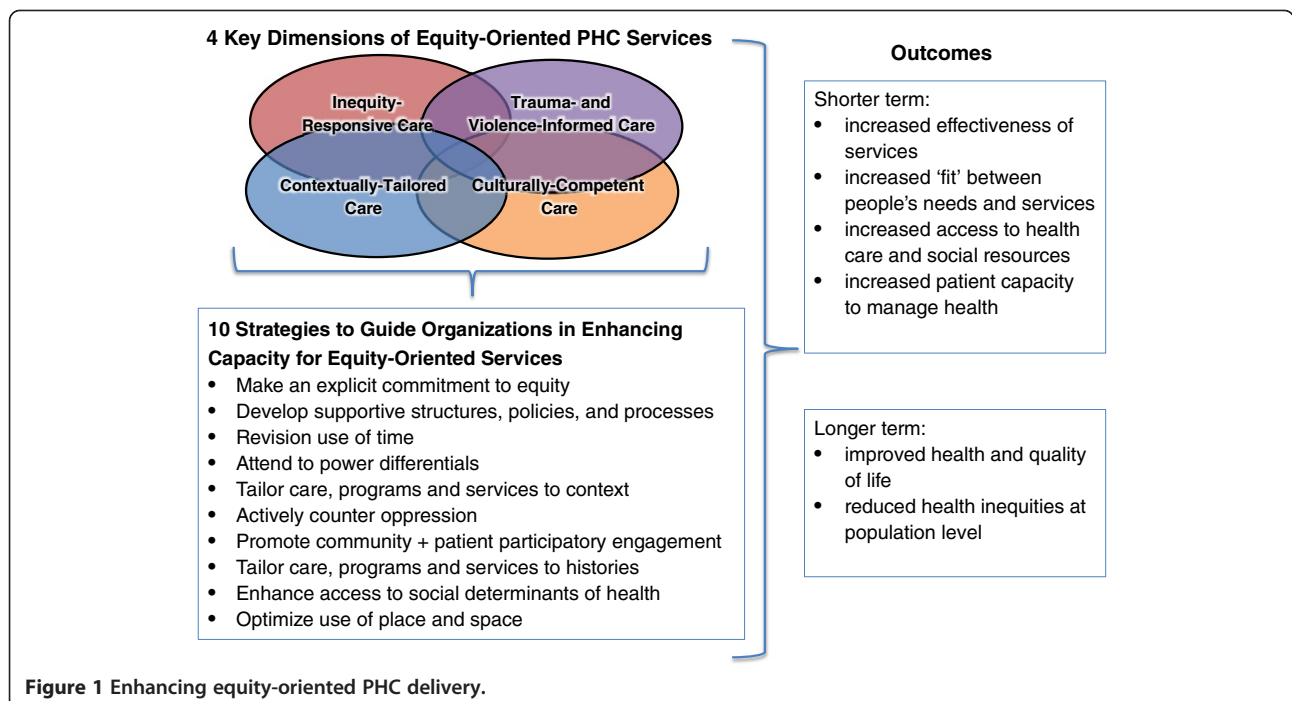 4 Key Dimensions of Equity-Oriented PHC Services
Inequity-
Responsive Care
Trauma- and
Violence-Informed Care
Contextually-Tailored
Care
Culturally-Competent
Care
10 Strategies to Guide Organizations in Enhancing
Capacity for Equity-Oriented Services
• Make an explicit commitment to equity
• Develop supportive structures, policies, and processes
• Revision use of time
• Attend to power differentials
• Tailor care, programs and services to context
• Actively counter oppression
• Promote community + patient participatory engagement
• Tailor care, programs and services to histories
• Enhance access to social determinants of health
• Optimize use of place and space
Outcomes
Shorter term:
• increased effectiveness of
services
• increased ‘fit’ between
people’s needs and services
• increased access to health
care and social resources
• increased patient capacity
to manage health
Longer term:
• improved health and quality
of life
• reduced health inequities at
population level
Figure 1 Enhancing equity-oriented PHC delivery.